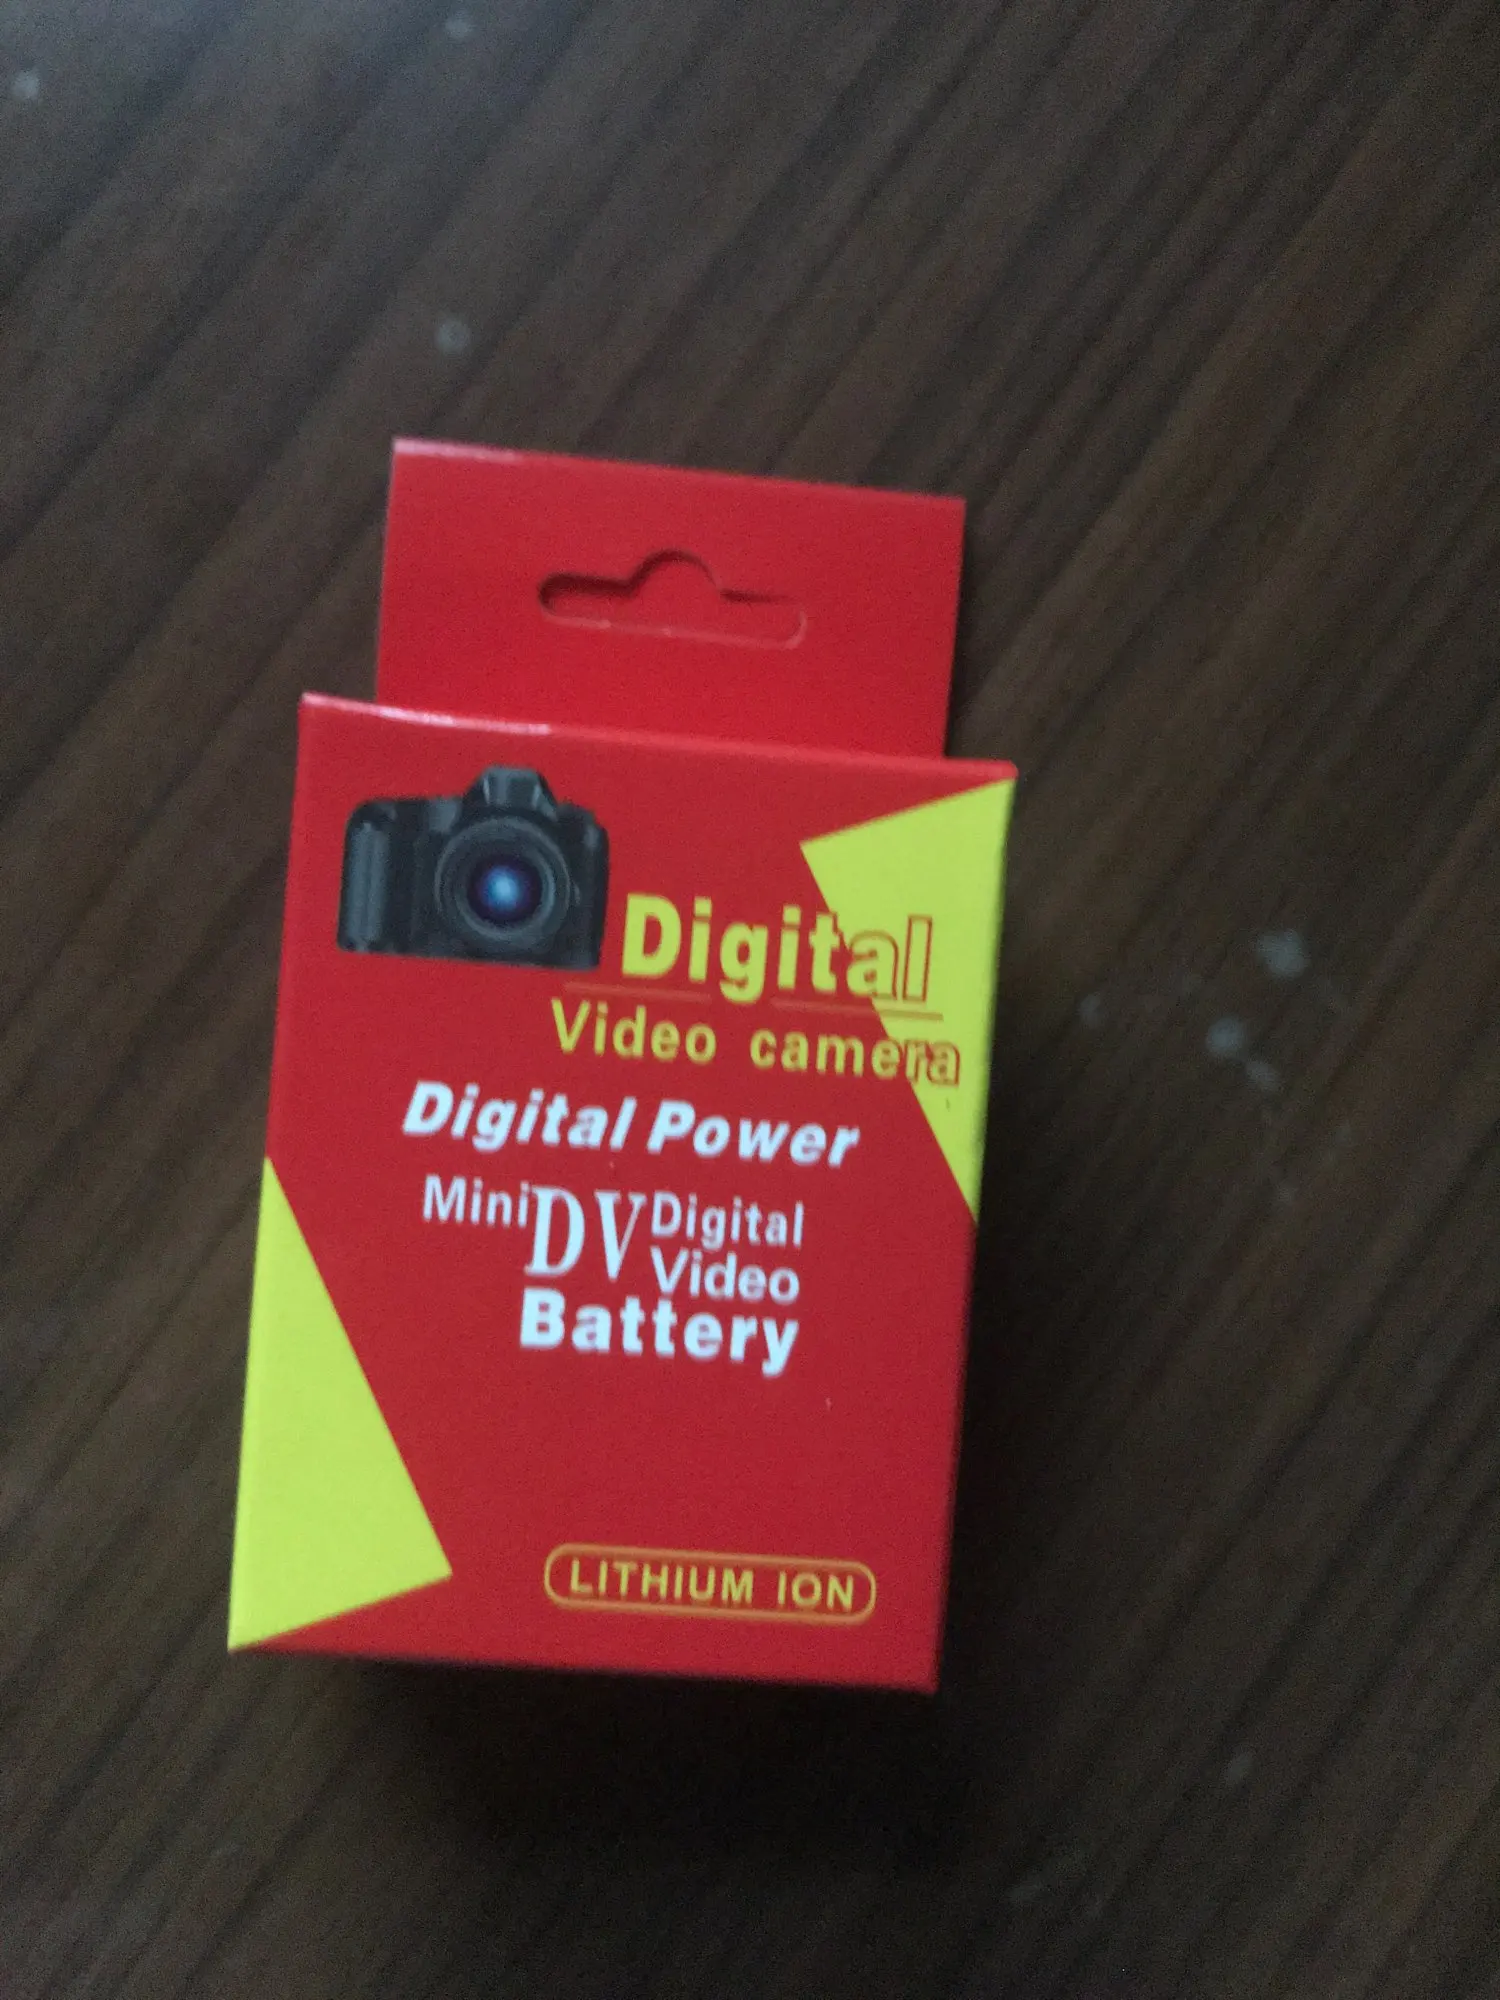 Digital
Video camera
Digital Power
Mini DV Digital
Video
Battery
LITHIUM ION